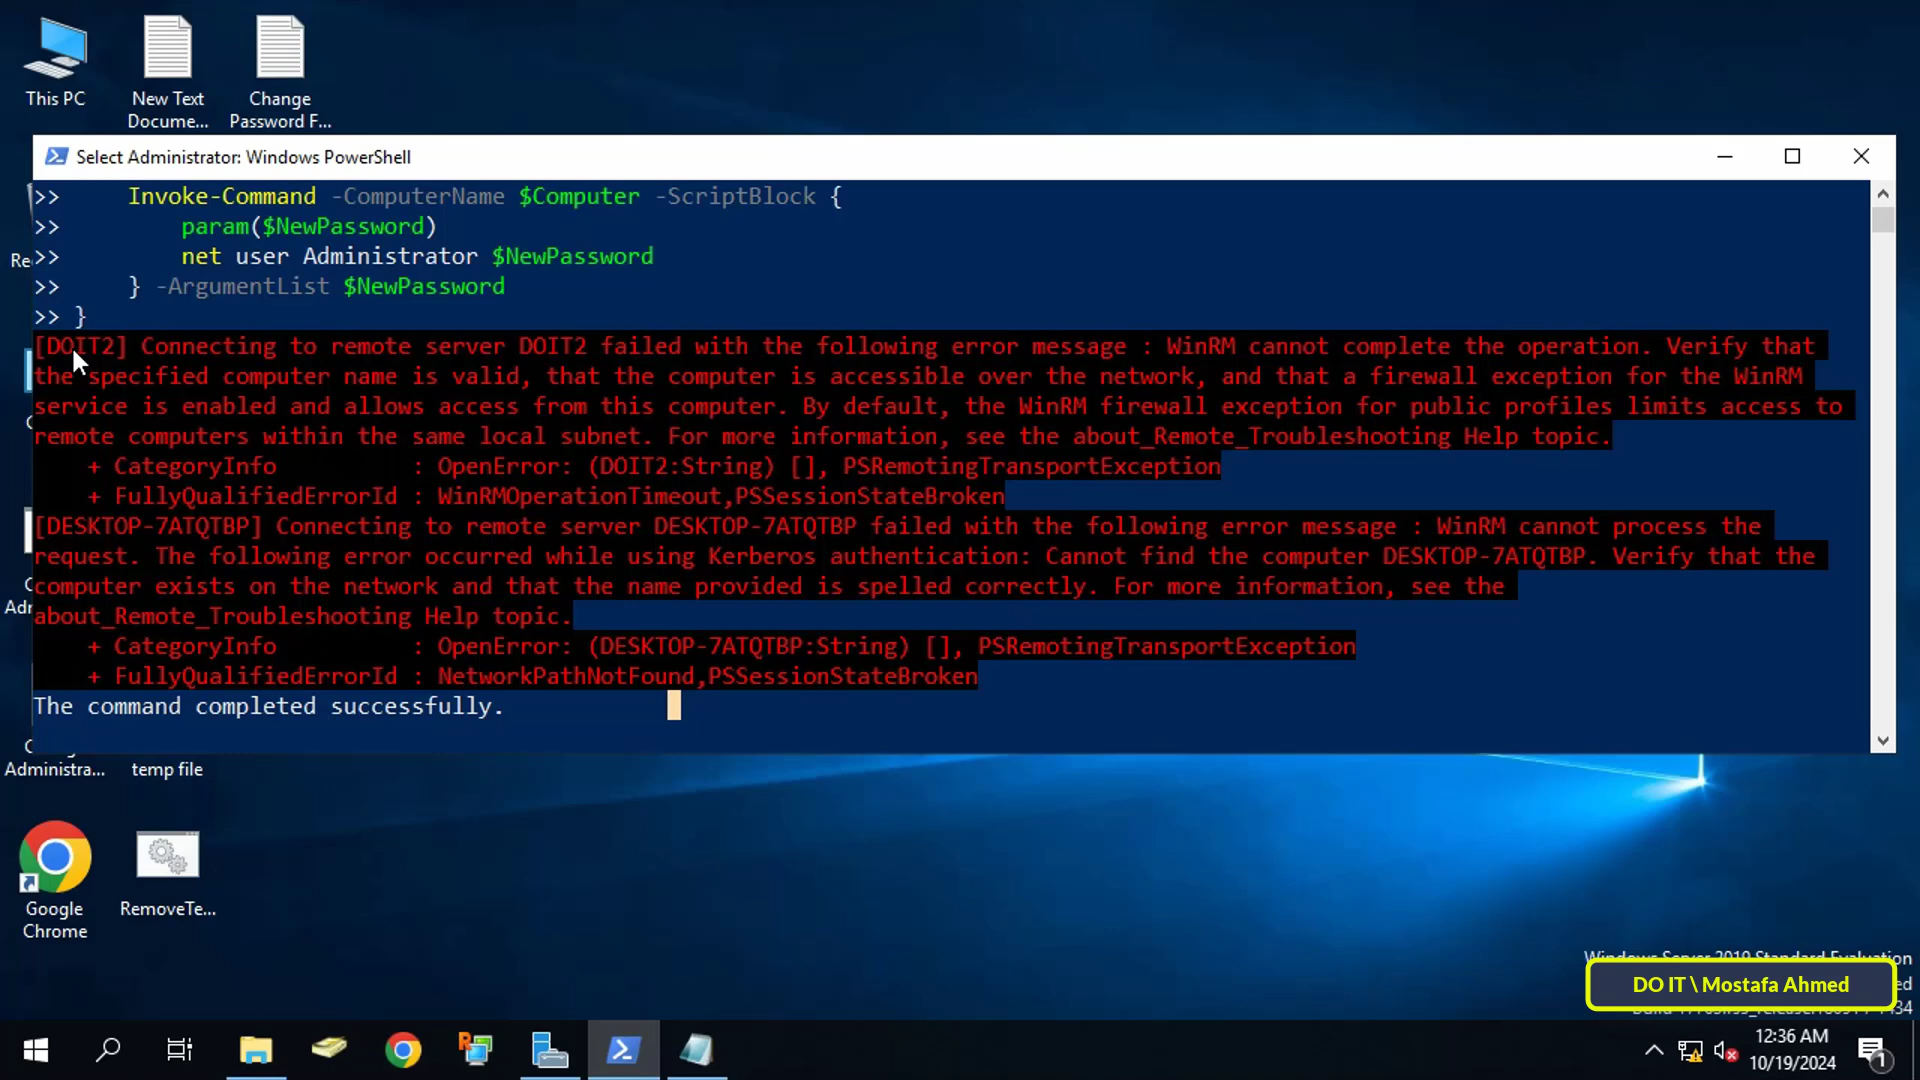 This PC
New Text
Docume...
Change
Password F...
Select Administrator: Windows PowerShell
>>     Invoke-Command -ComputerName $Computer -ScriptBlock {
>>         param($NewPassword)
>>         net user Administrator $NewPassword
>>     } -ArgumentList $NewPassword
>> }
[DOIT2] Connecting to remote server DOIT2 failed with the following error message : WinRM cannot complete the operation. Verify that
the specified computer name is valid, that the computer is accessible over the network, and that a firewall exception for the WinRM
service is enabled and allows access from this computer. By default, the WinRM firewall exception for public profiles limits access to
remote computers within the same local subnet. For more information, see the about_Remote_Troubleshooting Help topic.
    + CategoryInfo          : OpenError: (DOIT2:String) [], PSRemotingTransportException
    + FullyQualifiedErrorId : WinRMOperationTimeout,PSSessionStateBroken
[DESKTOP-7ATQTBP] Connecting to remote server DESKTOP-7ATQTBP failed with the following error message : WinRM cannot process the
request. The following error occurred while using Kerberos authentication: Cannot find the computer DESKTOP-7ATQTBP. Verify that the
computer exists on the network and that the name provided is spelled correctly. For more information, see the
about_Remote_Troubleshooting Help topic.
    + CategoryInfo          : OpenError: (DESKTOP-7ATQTBP:String) [], PSRemotingTransportException
    + FullyQualifiedErrorId : NetworkPathNotFound,PSSessionStateBroken
The command completed successfully.
Administra...
temp file
Google
Chrome
RemoveTe...
Windows Server 2019 Standard Evaluation
DO IT \ Mostafa Ahmed
12:36 AM
10/19/2024
1